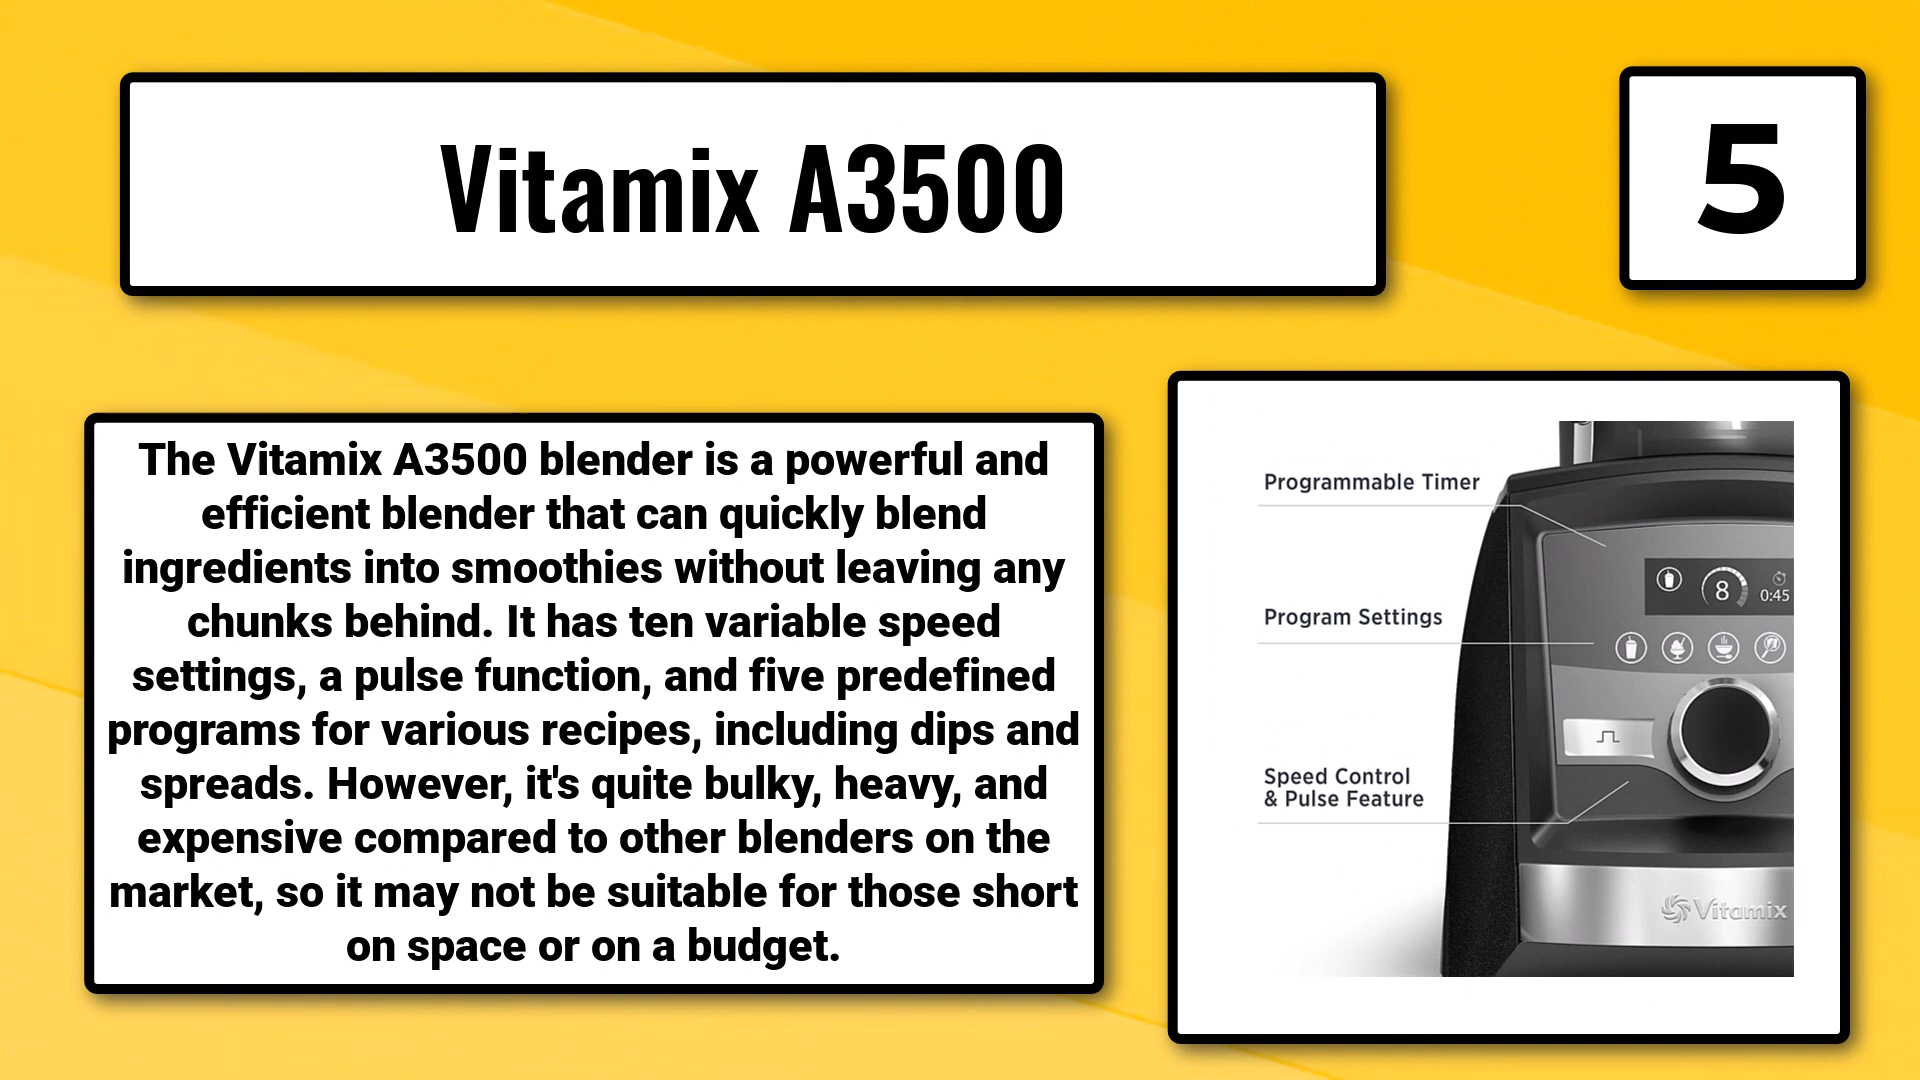 Vitamix A3500
5
The Vitamix A3500 blender is a powerful and
efficient blender that can quickly blend
ingredients into smoothies without leaving any
chunks behind. It has ten variable speed
settings, a pulse function, and five predefined
programs for various recipes, including dips and
spreads. However, it's quite bulky, heavy, and
expensive compared to other blenders on the
market, so it may not be suitable for those short
on space or on a budget.
Programmable Timer
8
0:45
Program Settings
Speed Control
& Pulse Feature
Vitamix